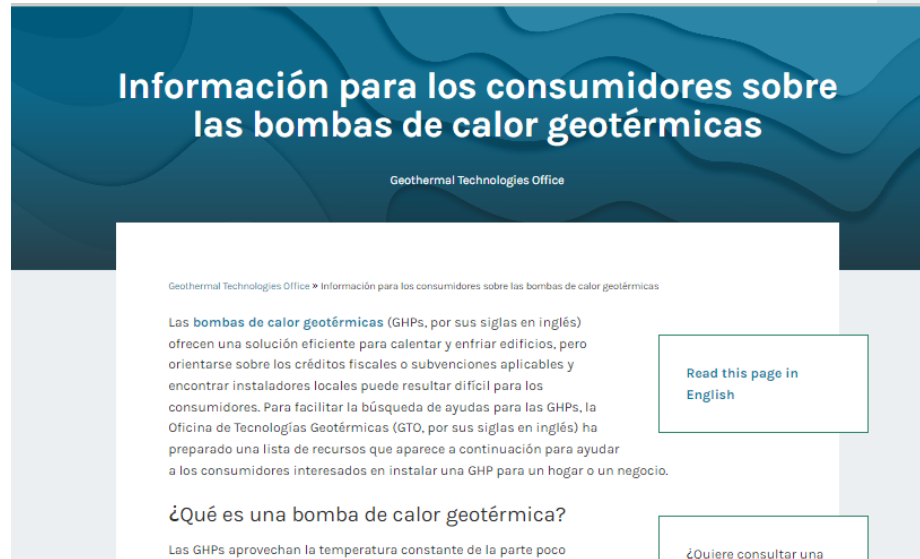 Información para los consumidores sobre
las bombas de calor geotérmicas
Geothermal Technologies Office
Geothermal Technologies Office » Información para los consumidores sobre las bombas de calor geotérmicas
Las bombas de calor geotérmicas (GHPs, por sus siglas en inglés)
ofrecen una solución eficiente para calentar y enfriar edificios, pero
orientarse sobre los créditos fiscales o subvenciones aplicables y
encontrar instaladores locales puede resultar difícil para los
consumidores. Para facilitar la búsqueda de ayudas para las GHPs, la
Oficina de Tecnologías Geotérmicas (GTO, por sus siglas en inglés) ha
preparado una lista de recursos que aparece a continuación para ayudar
a los consumidores interesados en instalar una GHP para un hogar o un negocio.
Read this page in
English
¿Qué es una bomba de calor geotérmica?
Las GHPs aprovechan la temperatura constante de la parte poco
¿Quiere consultar una